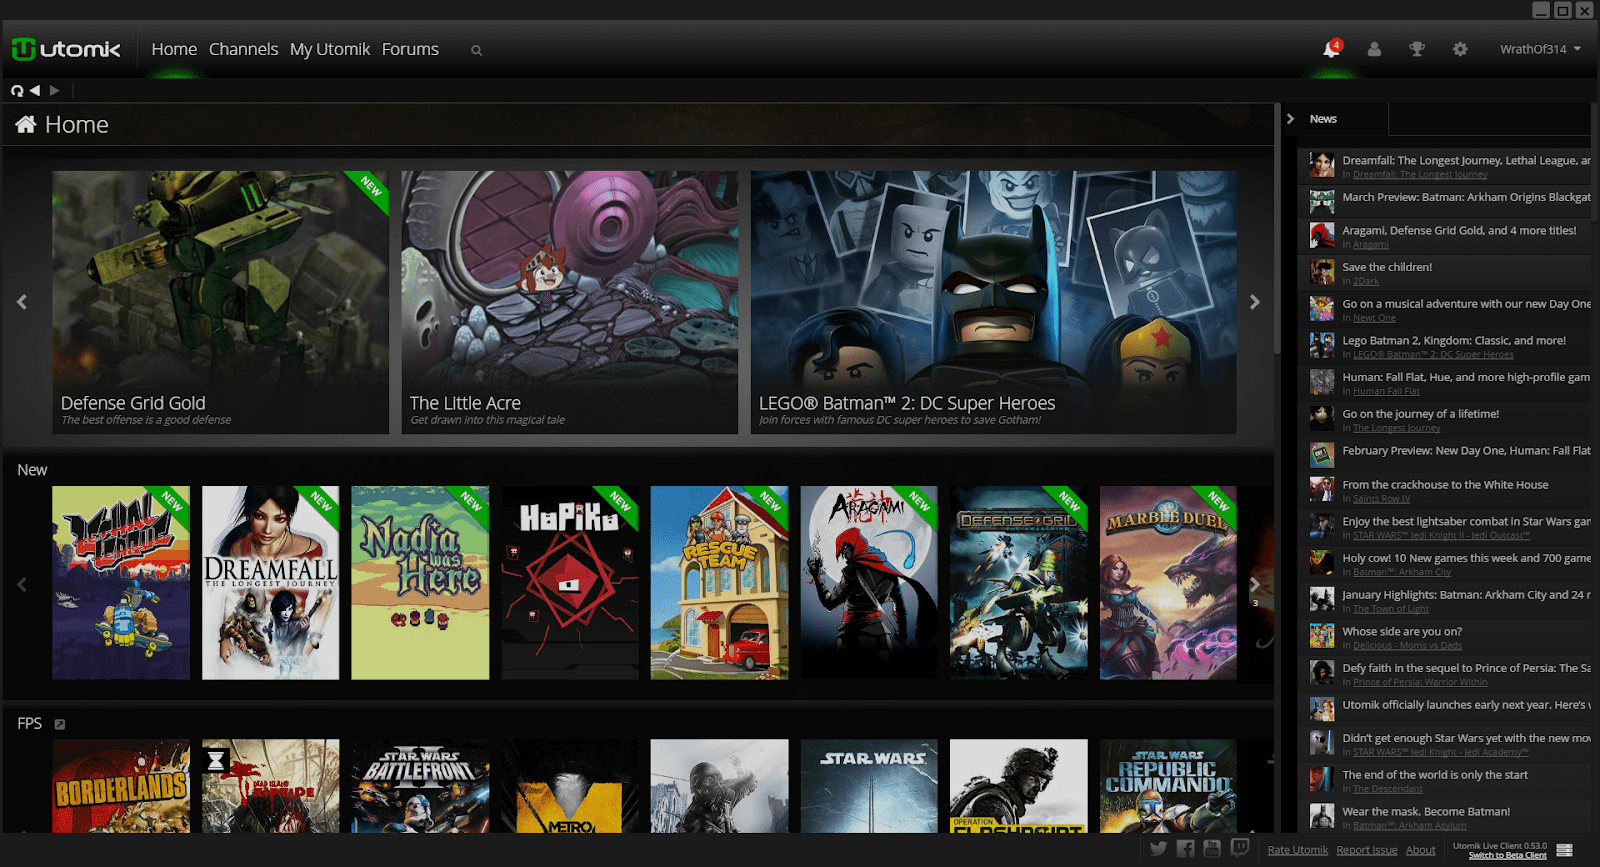 utomik
Home Channels My Utomik Forums
4
WrathOf314
Home
News
NEW
Defense Grid Gold
The best offense is a good defense
The Little Acre
Get drawn into this magical tale
LEGO® Batman™ 2: DC Super Heroes
Join forces with famous DC super heroes to save Gotham!
New
NEW
LETHAL LEAGUE
NEW
DREAMFALL
THE LONGEST JOURNEY
NEW
Nadia was Here
NEW
HoPiKo
NEW
RESCUE TEAM
NEW
ARAGAMI
NEW
DEFENSE GRID
THE AWAKENING
NEW
MARBLE DUEL
3
FPS
BORDERLANDS
DEAD ISLAND
RIPTIDE
STAR WARS
BATTLEFRONT
II
METRO
STAR WARS
OPERATION
FLASHPOINT
STAR WARS
REPUBLIC
COMMANDO
Dreamfall: The Longest Journey, Lethal League, an
In Dreamfall: The Longest Journey
March Preview: Batman: Arkham Origins Blackgat
Aragami, Defense Grid Gold, and 4 more titles!
In Aragami
Save the children!
In 2Dark
Go on a musical adventure with our new Day One
In Newt One
Lego Batman 2, Kingdom: Classic, and more!
In LEGO® Batman™ 2: DC Super Heroes
Human: Fall Flat, Hue, and more high-profile gam
In Human Fall Flat
Go on the journey of a lifetime!
In The Longest Journey
February Preview: New Day One, Human: Fall Flat
From the crackhouse to the White House
In Saints Row IV
Enjoy the best lightsaber combat in Star Wars gam
In STAR WARS™ Jedi Knight II - Jedi Outcast™
Holy cow! 10 New games this week and 700 game
In Batman™: Arkham City
January Highlights: Batman: Arkham City and 24 r
In The Town of Light
Whose side are you on?
In Delicious - Moms vs Dads
Defy faith in the sequel to Prince of Persia: The Sa
In Prince of Persia: Warrior Within
Utomik officially launches early next year. Here's v
Didn't get enough Star Wars yet with the new mov
In STAR WARS™ Jedi Knight - Jedi Academy™
The end of the world is only the start
In The Descendant
Wear the mask. Become Batman!
In Batman™: Arkham Asylum
Rate Utomik Report Issue About
Utomik Live Client 0.53.0
Switch to Beta Client